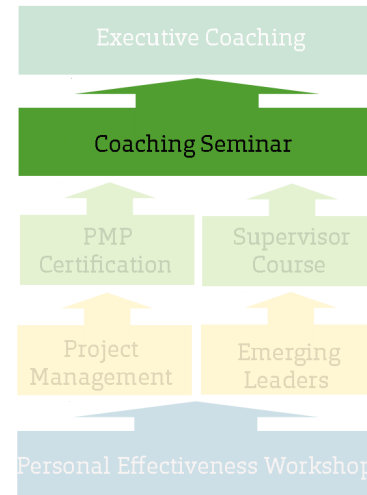 Executive Coaching
Coaching Seminar
PMP
Certification
Supervisor
Course
Project
Management
Emerging
Leaders
Personal Effectiveness Workshop